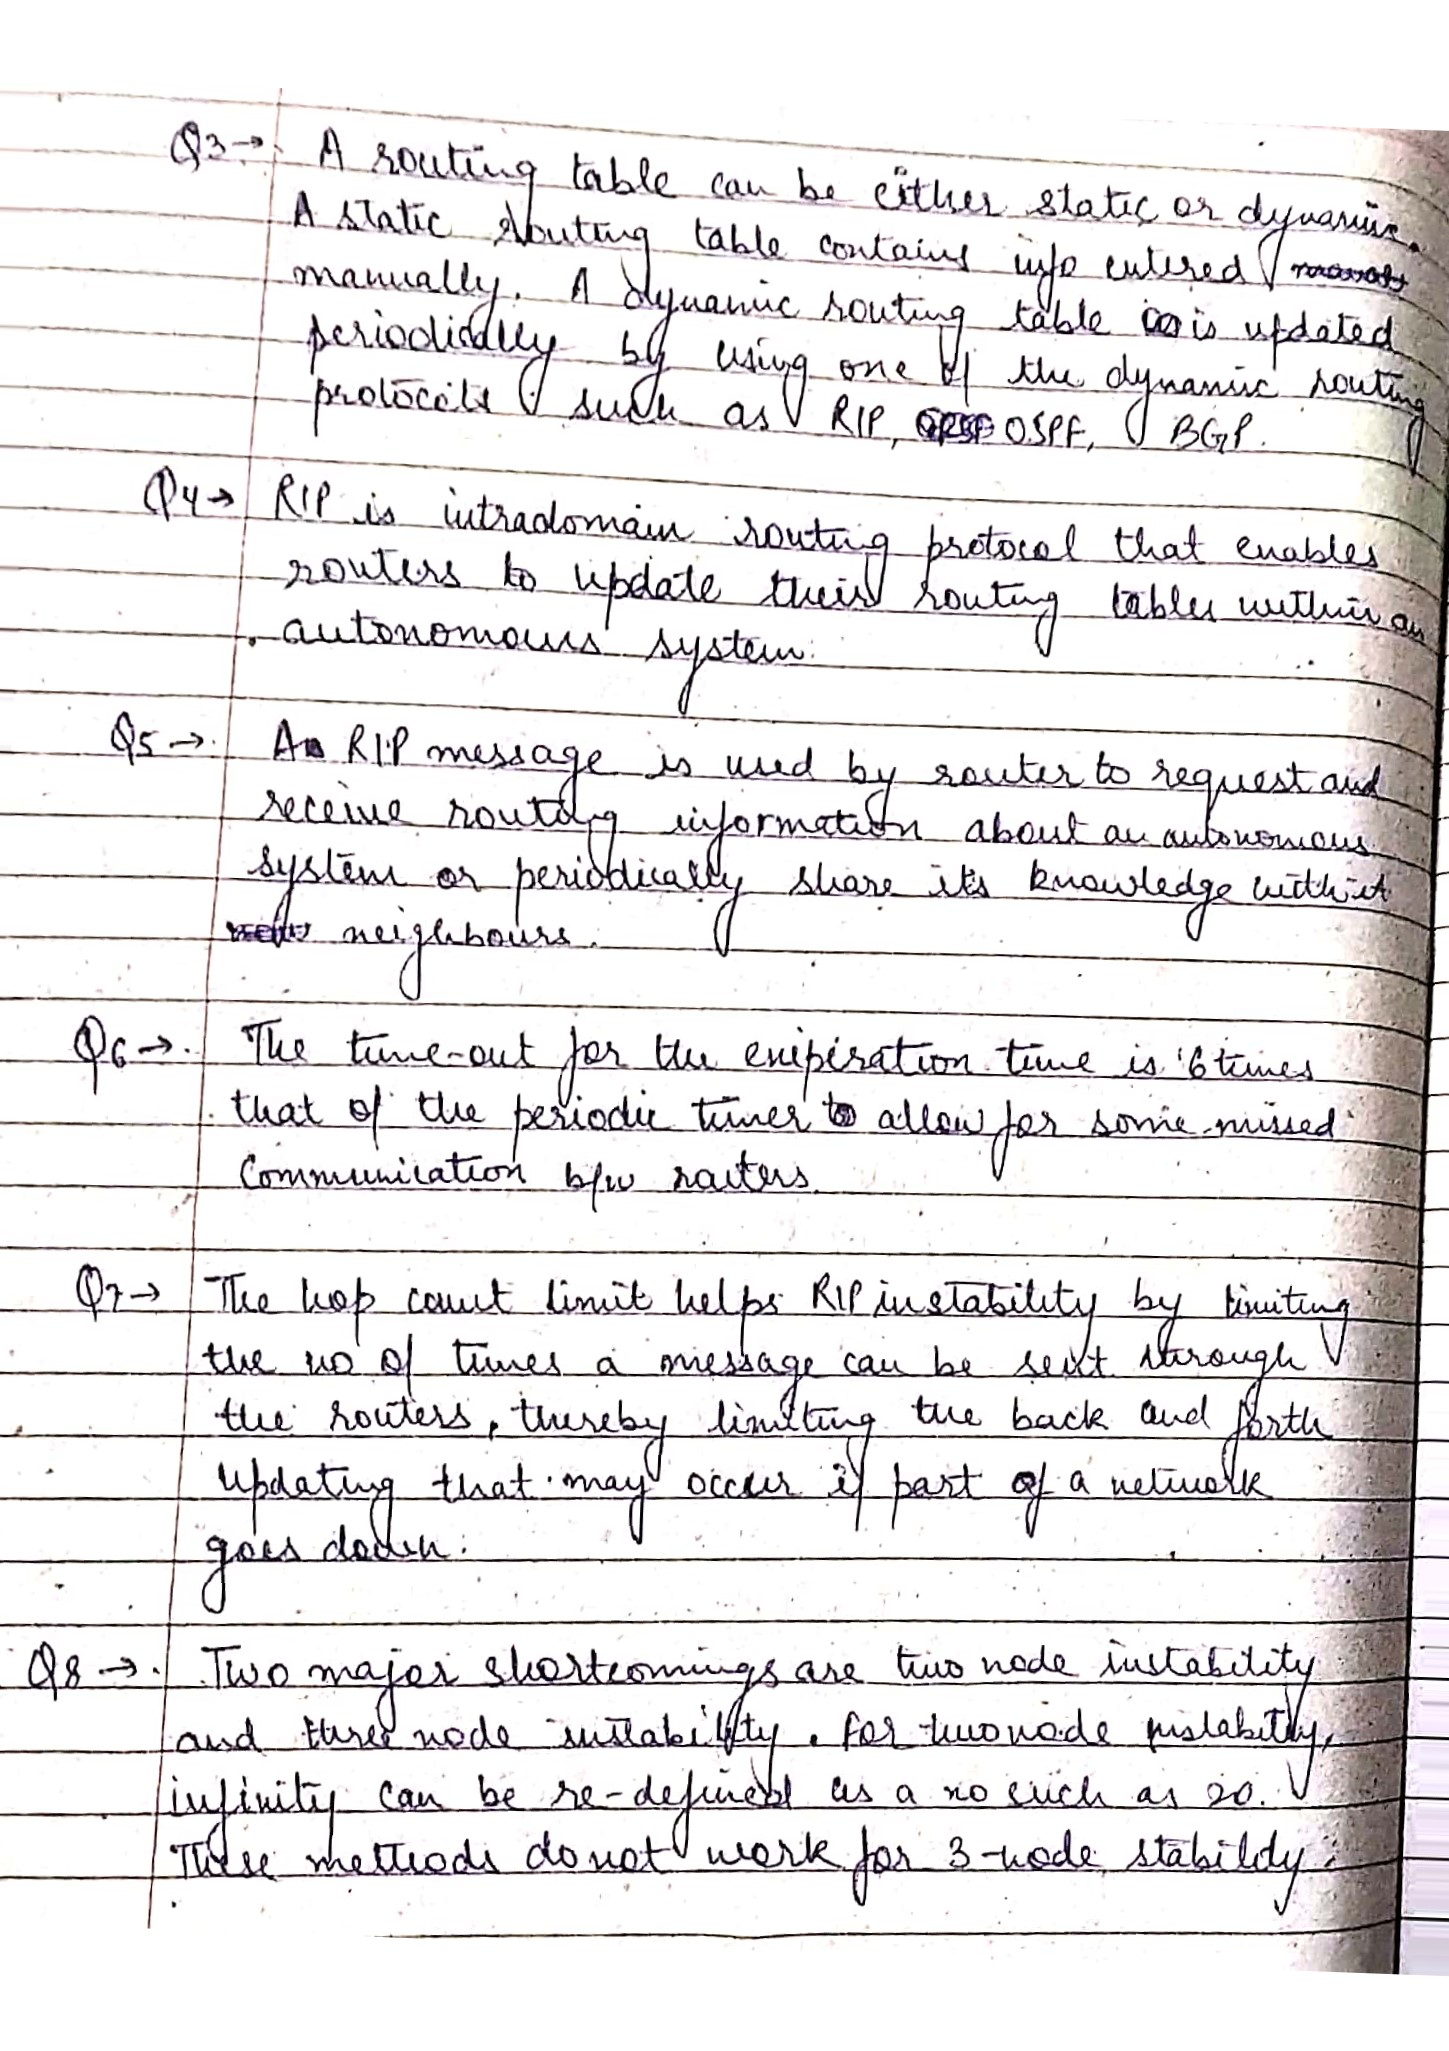 Q3→ A routing table can be either static or dynamic.
A static routing table contains info entered
manually. A dynamic routing table is updated
periodically by using one of the dynamic routing
protocols such as RIP, OSPF, BGP.
Q4→ RIP is intradomain routing protocol that enables
routers to update their routing tables within an
autonomous system.
Q5→ A RIP message is used by router to request and
receive routing information about an autonomous
system or periodically share its knowledge with it
neighbours.
Q6→ The time-out for the exipiration time is 6 times
that of the periodic timer to allow for some missed
Communication b/w routers.
Q7→ The hop count limit helps RIP instability by limiting
the no of times a message can be sent through
the routers, thereby limiting the back and forth
updating that may occur if part of a network
goes down.
Q8→ Two major shortcomings are two node instability
and three node instability. For two node instability,
infinity can be re-defined as a no such as 20.
These methods do not work for 3-node stability.